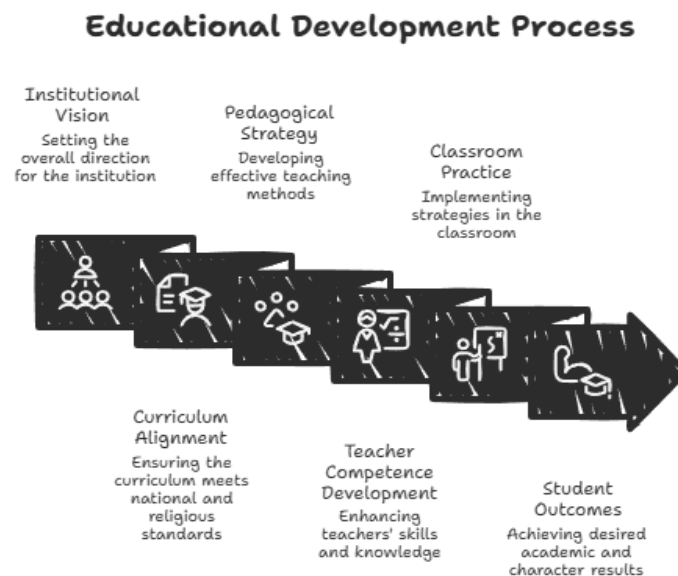 Educational Development Process
Institutional
Vision
Setting the
overall direction
for the institution
Curriculum
Alignment
Ensuring the
curriculum meets
national and
religious
standards
Pedagogical
Strategy
Developing
effective teaching
methods
Teacher
Competence
Development
Enhancing
teachers' skills
and knowledge
Classroom
Practice
Implementing
strategies in the
classroom
Student
Outcomes
Achieving desired
academic and
character results